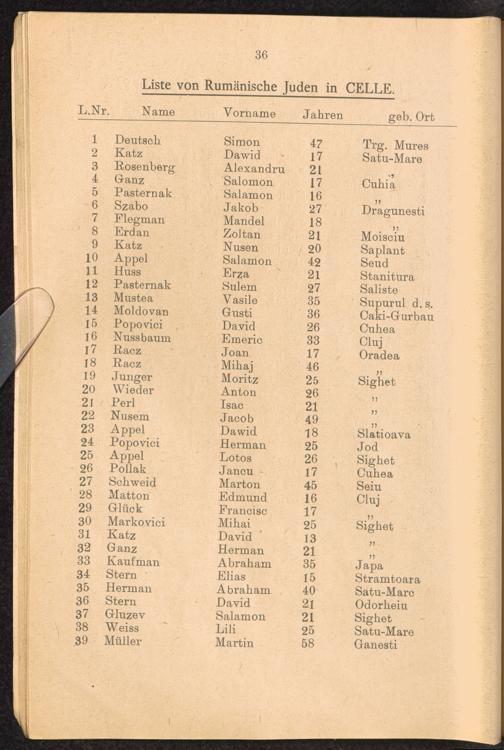 36
Liste von Rumänische Juden in CELLE.
L.Nr. Name Vorname Jahren geb. Ort
1 Deutsch Simon 47 Trg. Mures
2 Katz Dawid 17 Satu-Mare
3 Rosenberg Alexandru 21 „
4 Ganz Salomon 17 Cuhia
5 Pasternak Salamon 16 „
6 Szabo Jakob 27 Dragunesti
7 Flegman Mandel 18 „
8 Erdan Zoltan 21 Moisciu
9 Katz Nusen 20 Saplant
10 Appel Salamon 42 Seud
11 Huss Erza 21 Stanitura
12 Pasternak Sulem 27 Saliste
13 Mustea Vasile 35 Supurul d. s.
14 Moldovan Gusti 36 Caki-Gurbau
15 Popovici David 26 Cuhea
16 Nussbaum Emeric 33 Cluj
17 Racz Joan 17 Oradea
18 Racz Mihaj 46 „
19 Junger Moritz 25 Sighet
20 Wieder Anton 26 „
21 Perl Isac 21 „
22 Nusem Jacob 49 „
23 Appel Dawid 18 Slatioava
24 Popovici Herman 25 Jod
25 Appel Lotos 26 Sighet
26 Pollak Jancu 17 Cuhea
27 Schweid Marton 45 Seiu
28 Matton Edmund 16 Cluj
29 Glück Francisc 17 „
30 Markovici Mihai 25 Sighet
31 Katz David 13 „
32 Ganz Herman 21 „
33 Kaufman Abraham 35 Japa
34 Stern Elias 15 Stramtoara
35 Herman Abraham 40 Satu-Marc
36 Stern David 21 Odorheiu
37 Gluzev Salamon 21 Sighet
38 Weiss Lili 25 Satu-Mare
39 Müller Martin 58 Ganesti